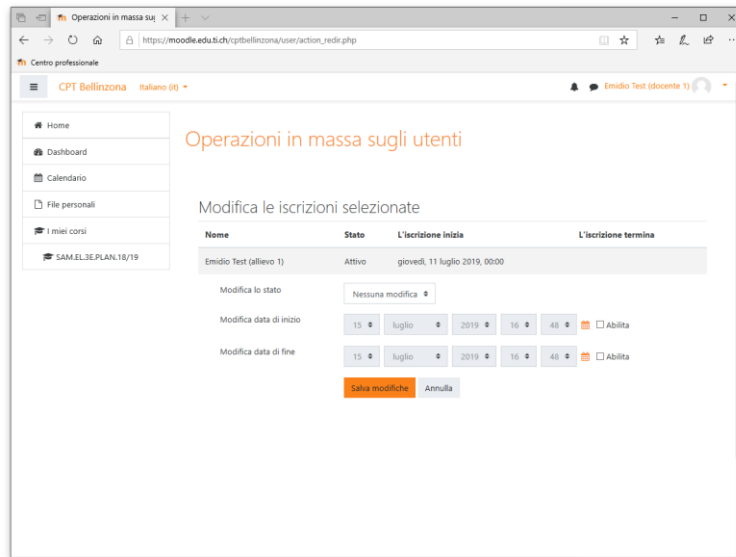 Operazioni in massa su
https://moodle.edu.ti.ch/cptbellinzona/user/action_redir.php
Centro professionale
CPT Bellinzona Italiano (it)
Emidio Test (docente 1)
Home
Dashboard
Calendario
File personali
I miei corsi
SAM.EL.3E.PLAN.18/19
Operazioni in massa sugli utenti
Modifica le iscrizioni selezionate
Nome Stato L'iscrizione inizia L'iscrizione termina
Emidio Test (allievo 1) Attivo giovedì, 11 luglio 2019, 00:00
Modifica lo stato Nessuna modifica
Modifica data di inizio 15 luglio 2019 16 48 Abilita
Modifica data di fine 15 luglio 2019 16 48 Abilita
Salva modifiche Annulla